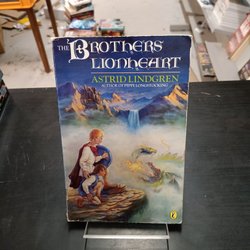 THE BROTHERS
LIONHEART
ASTRID LINDGREN
AUTHOR OF PIPPI LONGSTOCKING